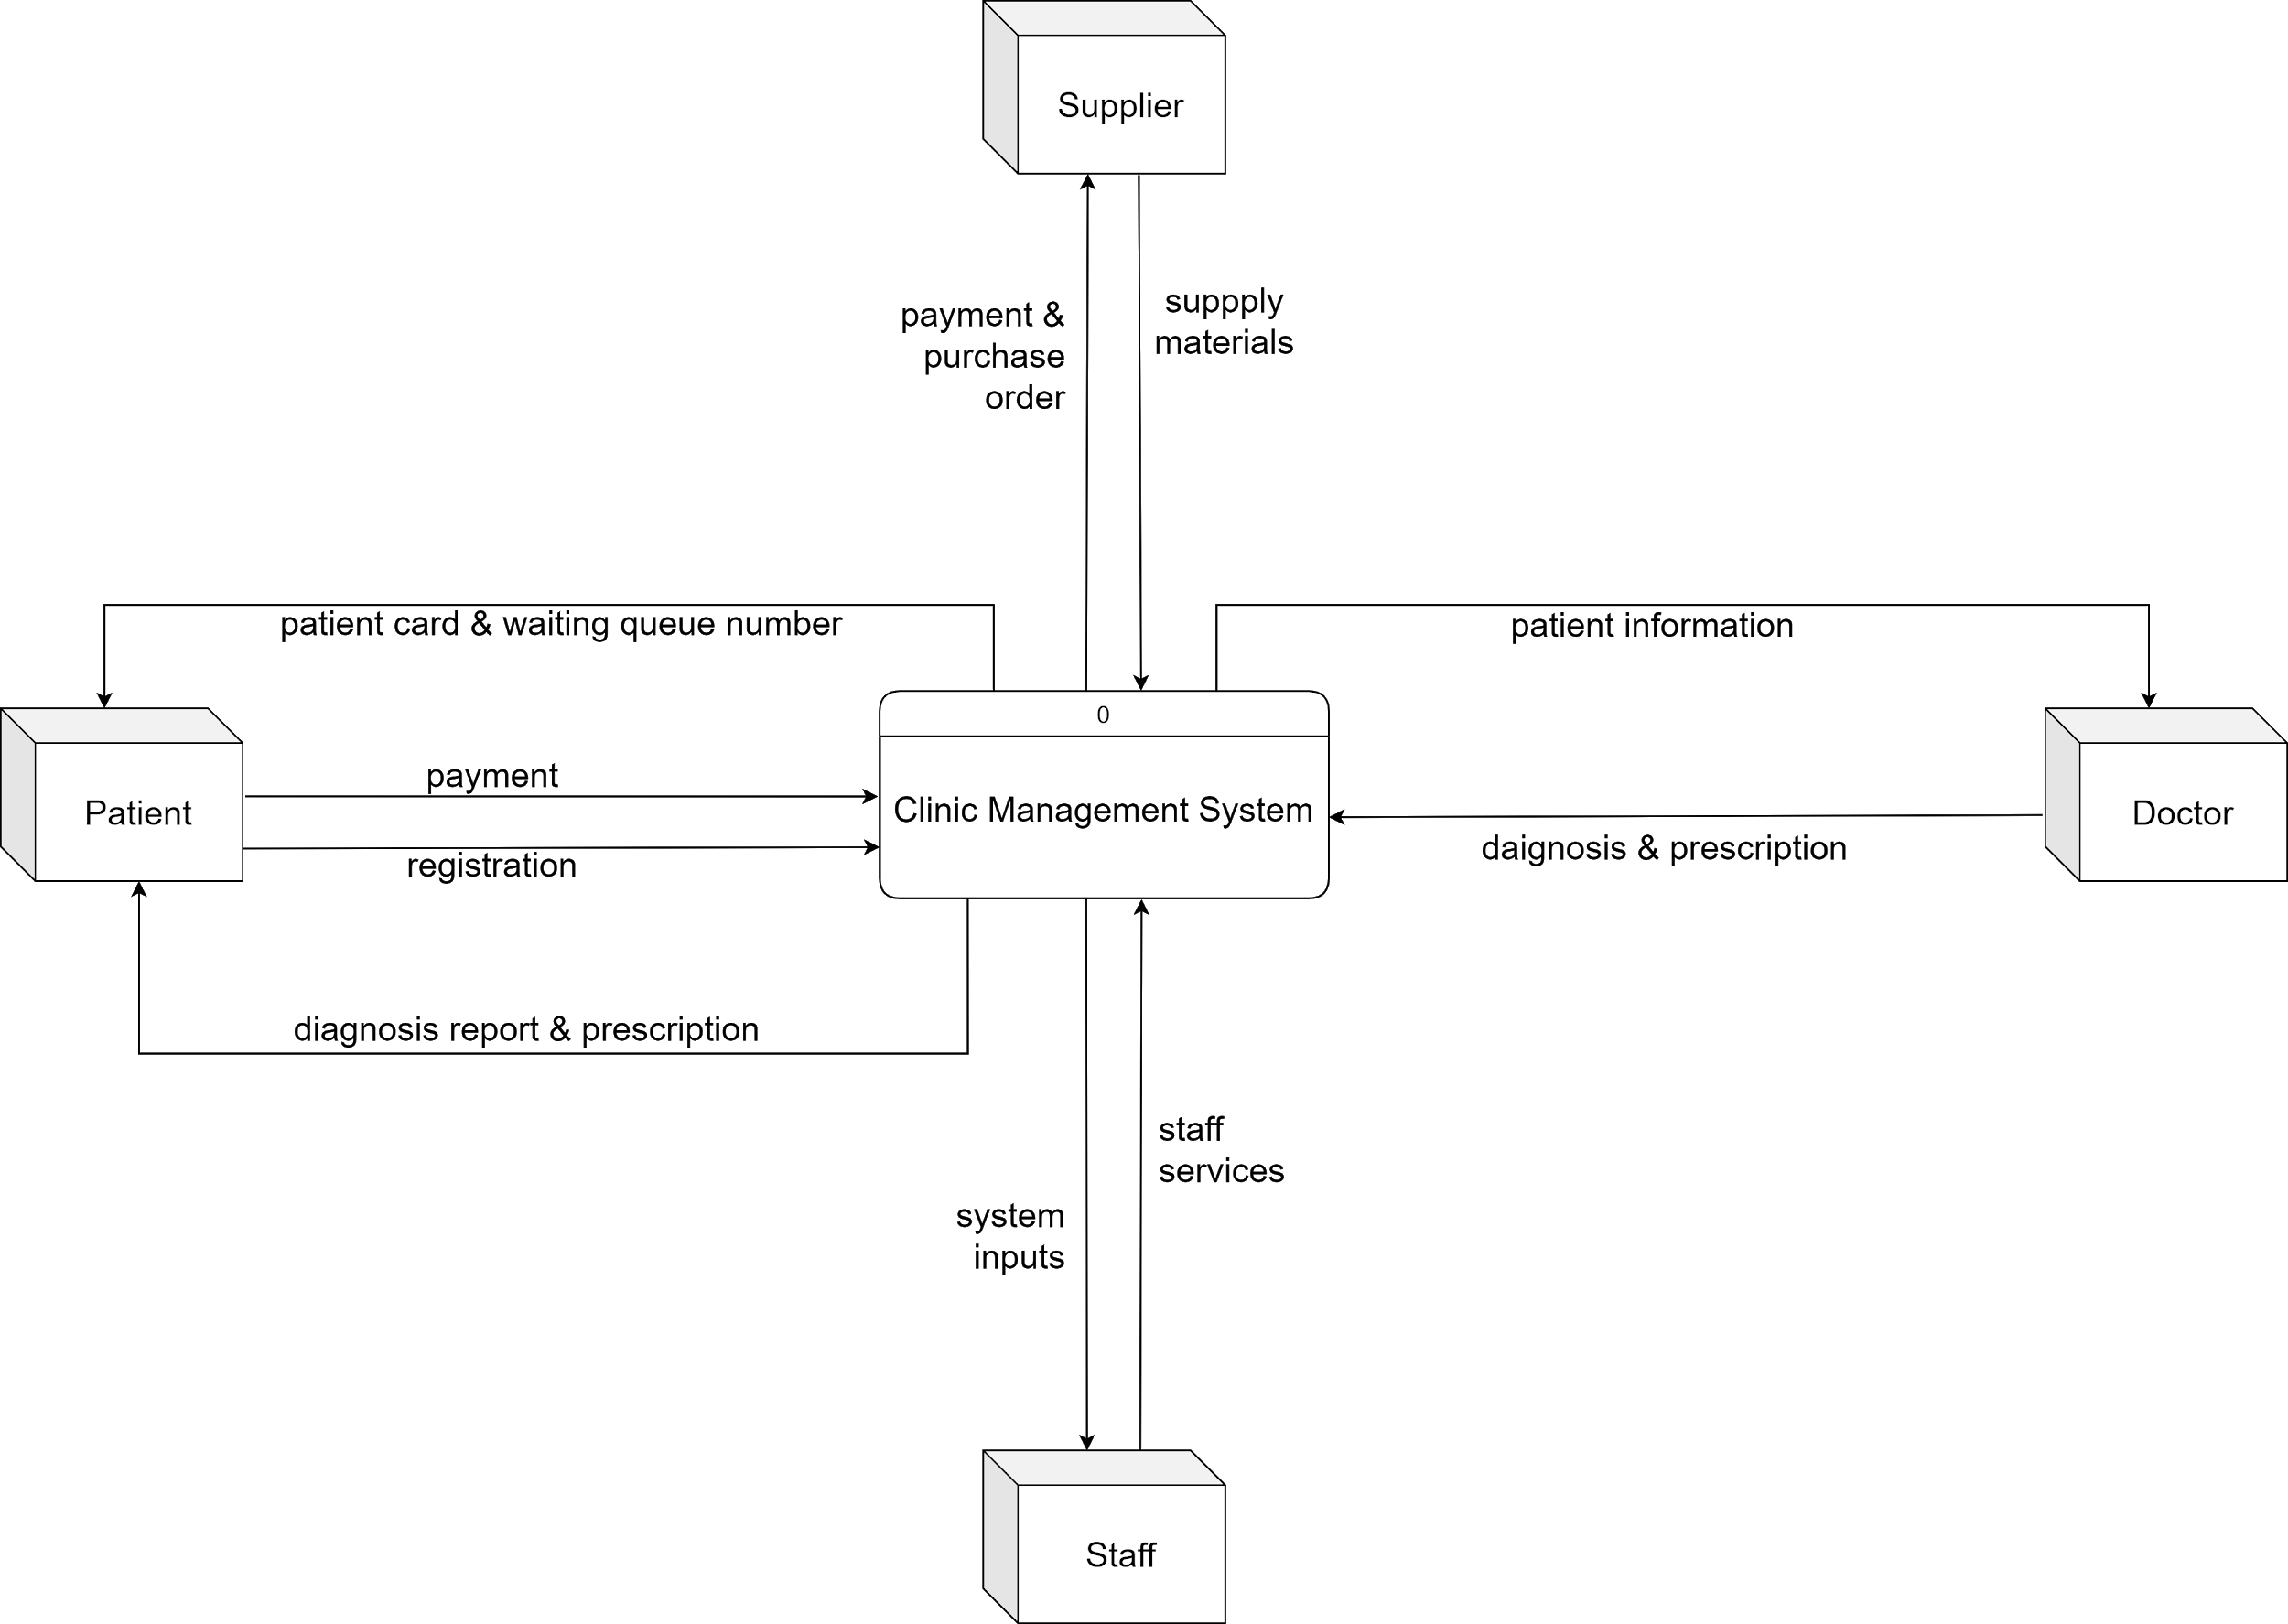 Supplier
payment &
purchase
order
suppply
materials
patient card & waiting queue number
patient information
0
payment
Clinic Management System
Patient
Doctor
registration
daignosis & prescription
diagnosis report & prescription
staff
services
system
inputs
Staff